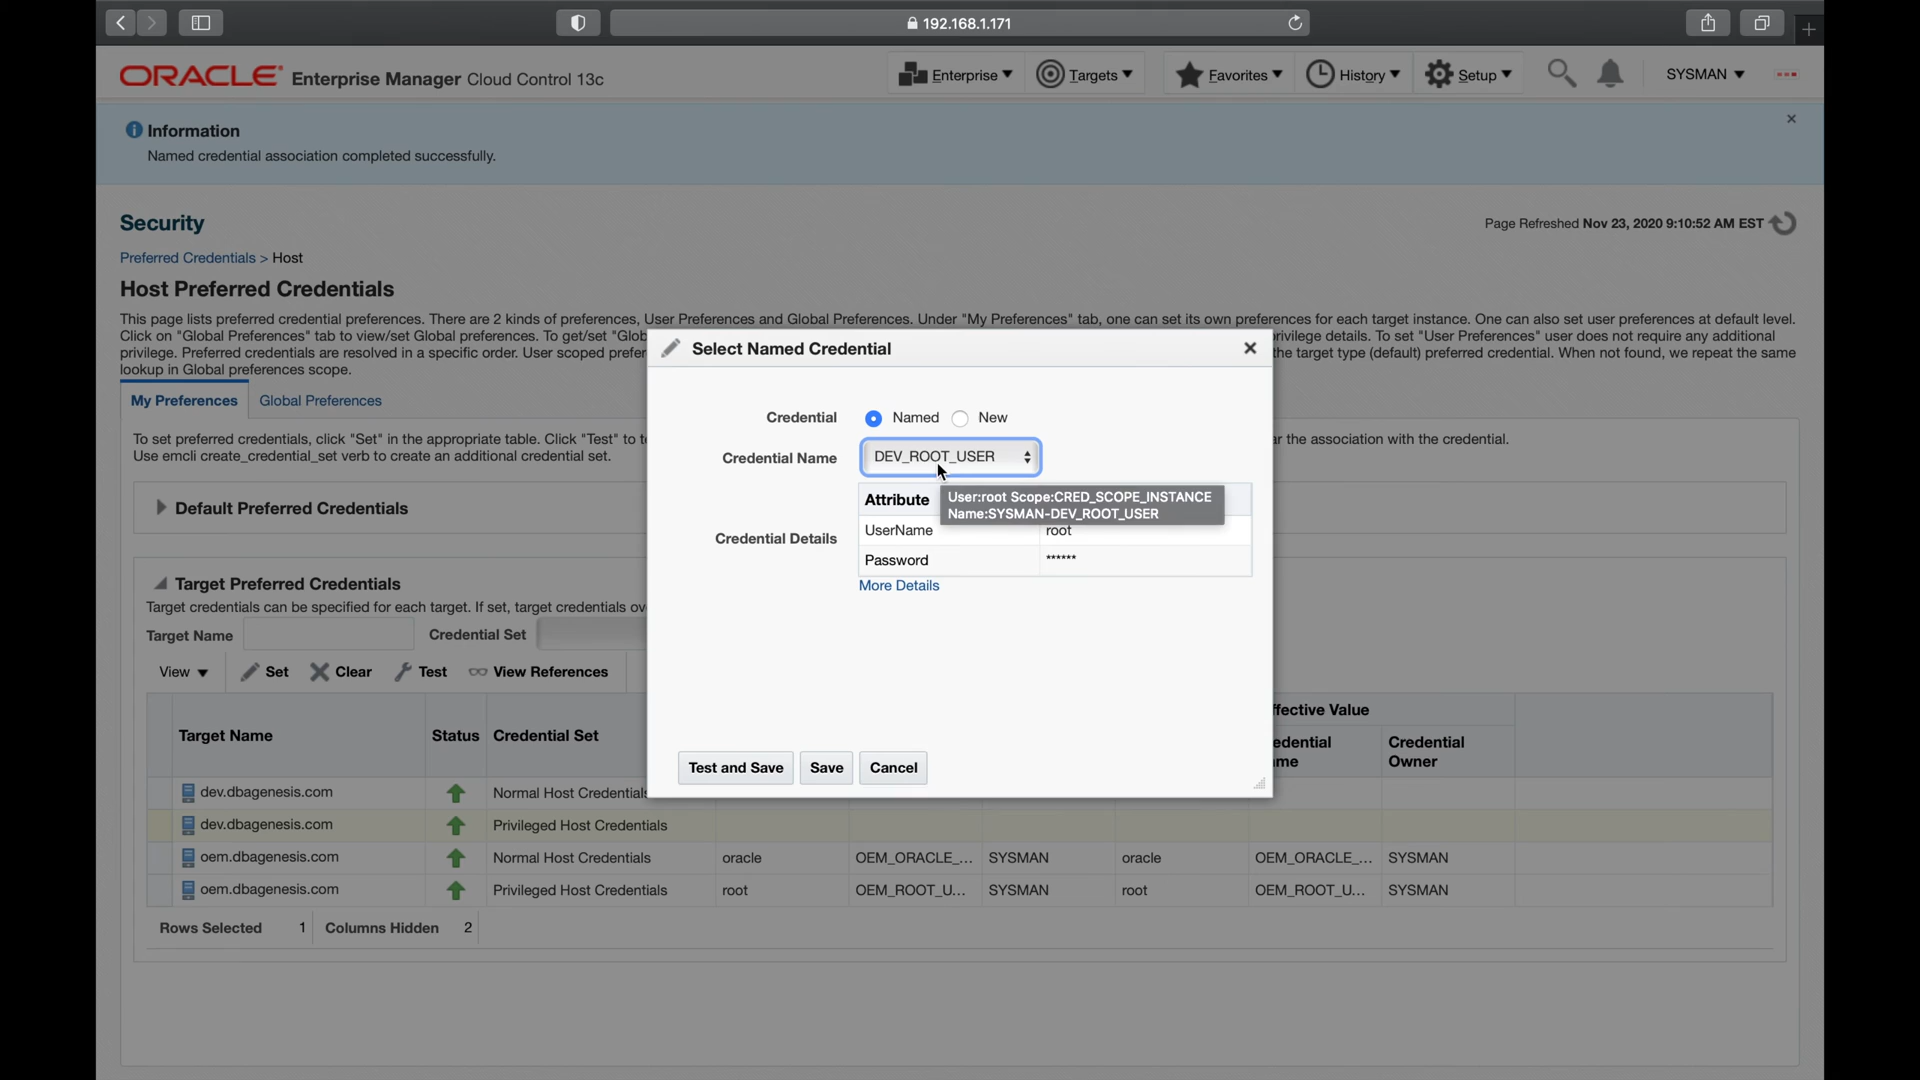 192.168.1.171
ORACLE Enterprise Manager Cloud Control 13c
Enterprise Targets Favorites History Setup SYSMAN
Information
Named credential association completed successfully.
Security
Page Refreshed Nov 23, 2020 9:10:52 AM EST
Preferred Credentials > Host
Host Preferred Credentials
This page lists preferred credential preferences. There are 2 kinds of preferences, User Preferences and Global Preferences. Under "My Preferences" tab, one can set its own preferences for each target instance. One can also set user preferences at default level.
Click on "Global Preferences" tab to view/set Global preferences. To get/set "Glob rivilege details. To set "User Preferences" user does not require any additional
privilege. Preferred credentials are resolved in a specific order. User scoped prefer the target type (default) preferred credential. When not found, we repeat the same
lookup in Global preferences scope.
My Preferences Global Preferences
To set preferred credentials, click "Set" in the appropriate table. Click "Test" to t ar the association with the credential.
Use emcli create_credential_set verb to create an additional credential set.
Default Preferred Credentials
Target Preferred Credentials
Target credentials can be specified for each target. If set, target credentials ov
Target Name Credential Set
View Set Clear Test View References
Target Name Status Credential Set ffective Value
edential
me
Credential
Owner
dev.dbagenesis.com Normal Host Credentials
dev.dbagenesis.com Privileged Host Credentials
oem.dbagenesis.com Normal Host Credentials oracle OEM_ORACLE_... SYSMAN oracle OEM_ORACLE_... SYSMAN
oem.dbagenesis.com Privileged Host Credentials root OEM_ROOT_U... SYSMAN root OEM_ROOT_U... SYSMAN
Rows Selected 1 Columns Hidden 2
Select Named Credential
Credential Named New
Credential Name DEV_ROOT_USER
Attribute
User:root Scope:CRED_SCOPE_INSTANCE
Name:SYSMAN-DEV_ROOT_USER
Credential Details
UserName root
Password ******
More Details
Test and Save Save Cancel